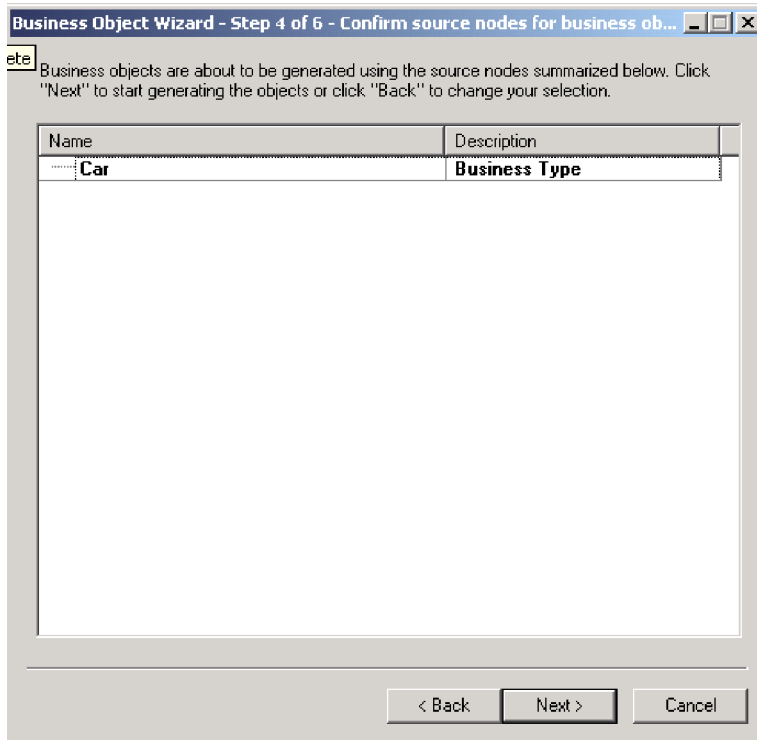 Business Object Wizard - Step 4 of 6 - Confirm source nodes for business ob...
ete
Business objects are about to be generated using the source nodes summarized below. Click
"Next" to start generating the objects or click "Back" to change your selection.
Name Description
Car Business Type
< Back Next > Cancel